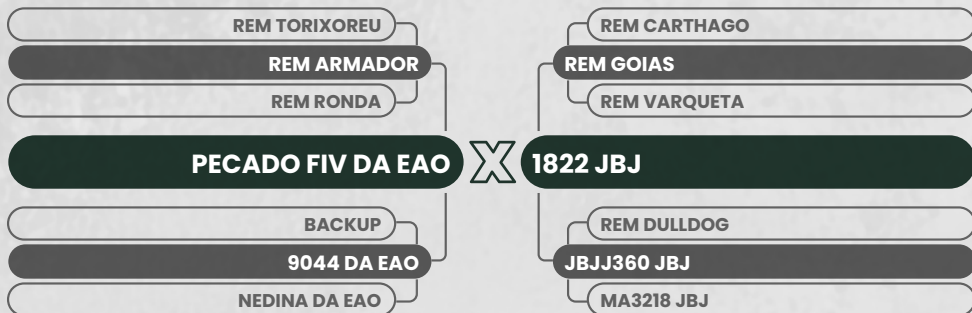 REM TORIXOREU
REM CARTHAGO
REM ARMADOR
REM GOIAS
REM RONDA
REM VARQUETA
PECADO FIV DA EAO X 1822 JBJ
BACKUP
REM DULLDOG
9044 DA EAO
JBJJ360 JBJ
NEDINA DA EAO
MA3218 JBJ